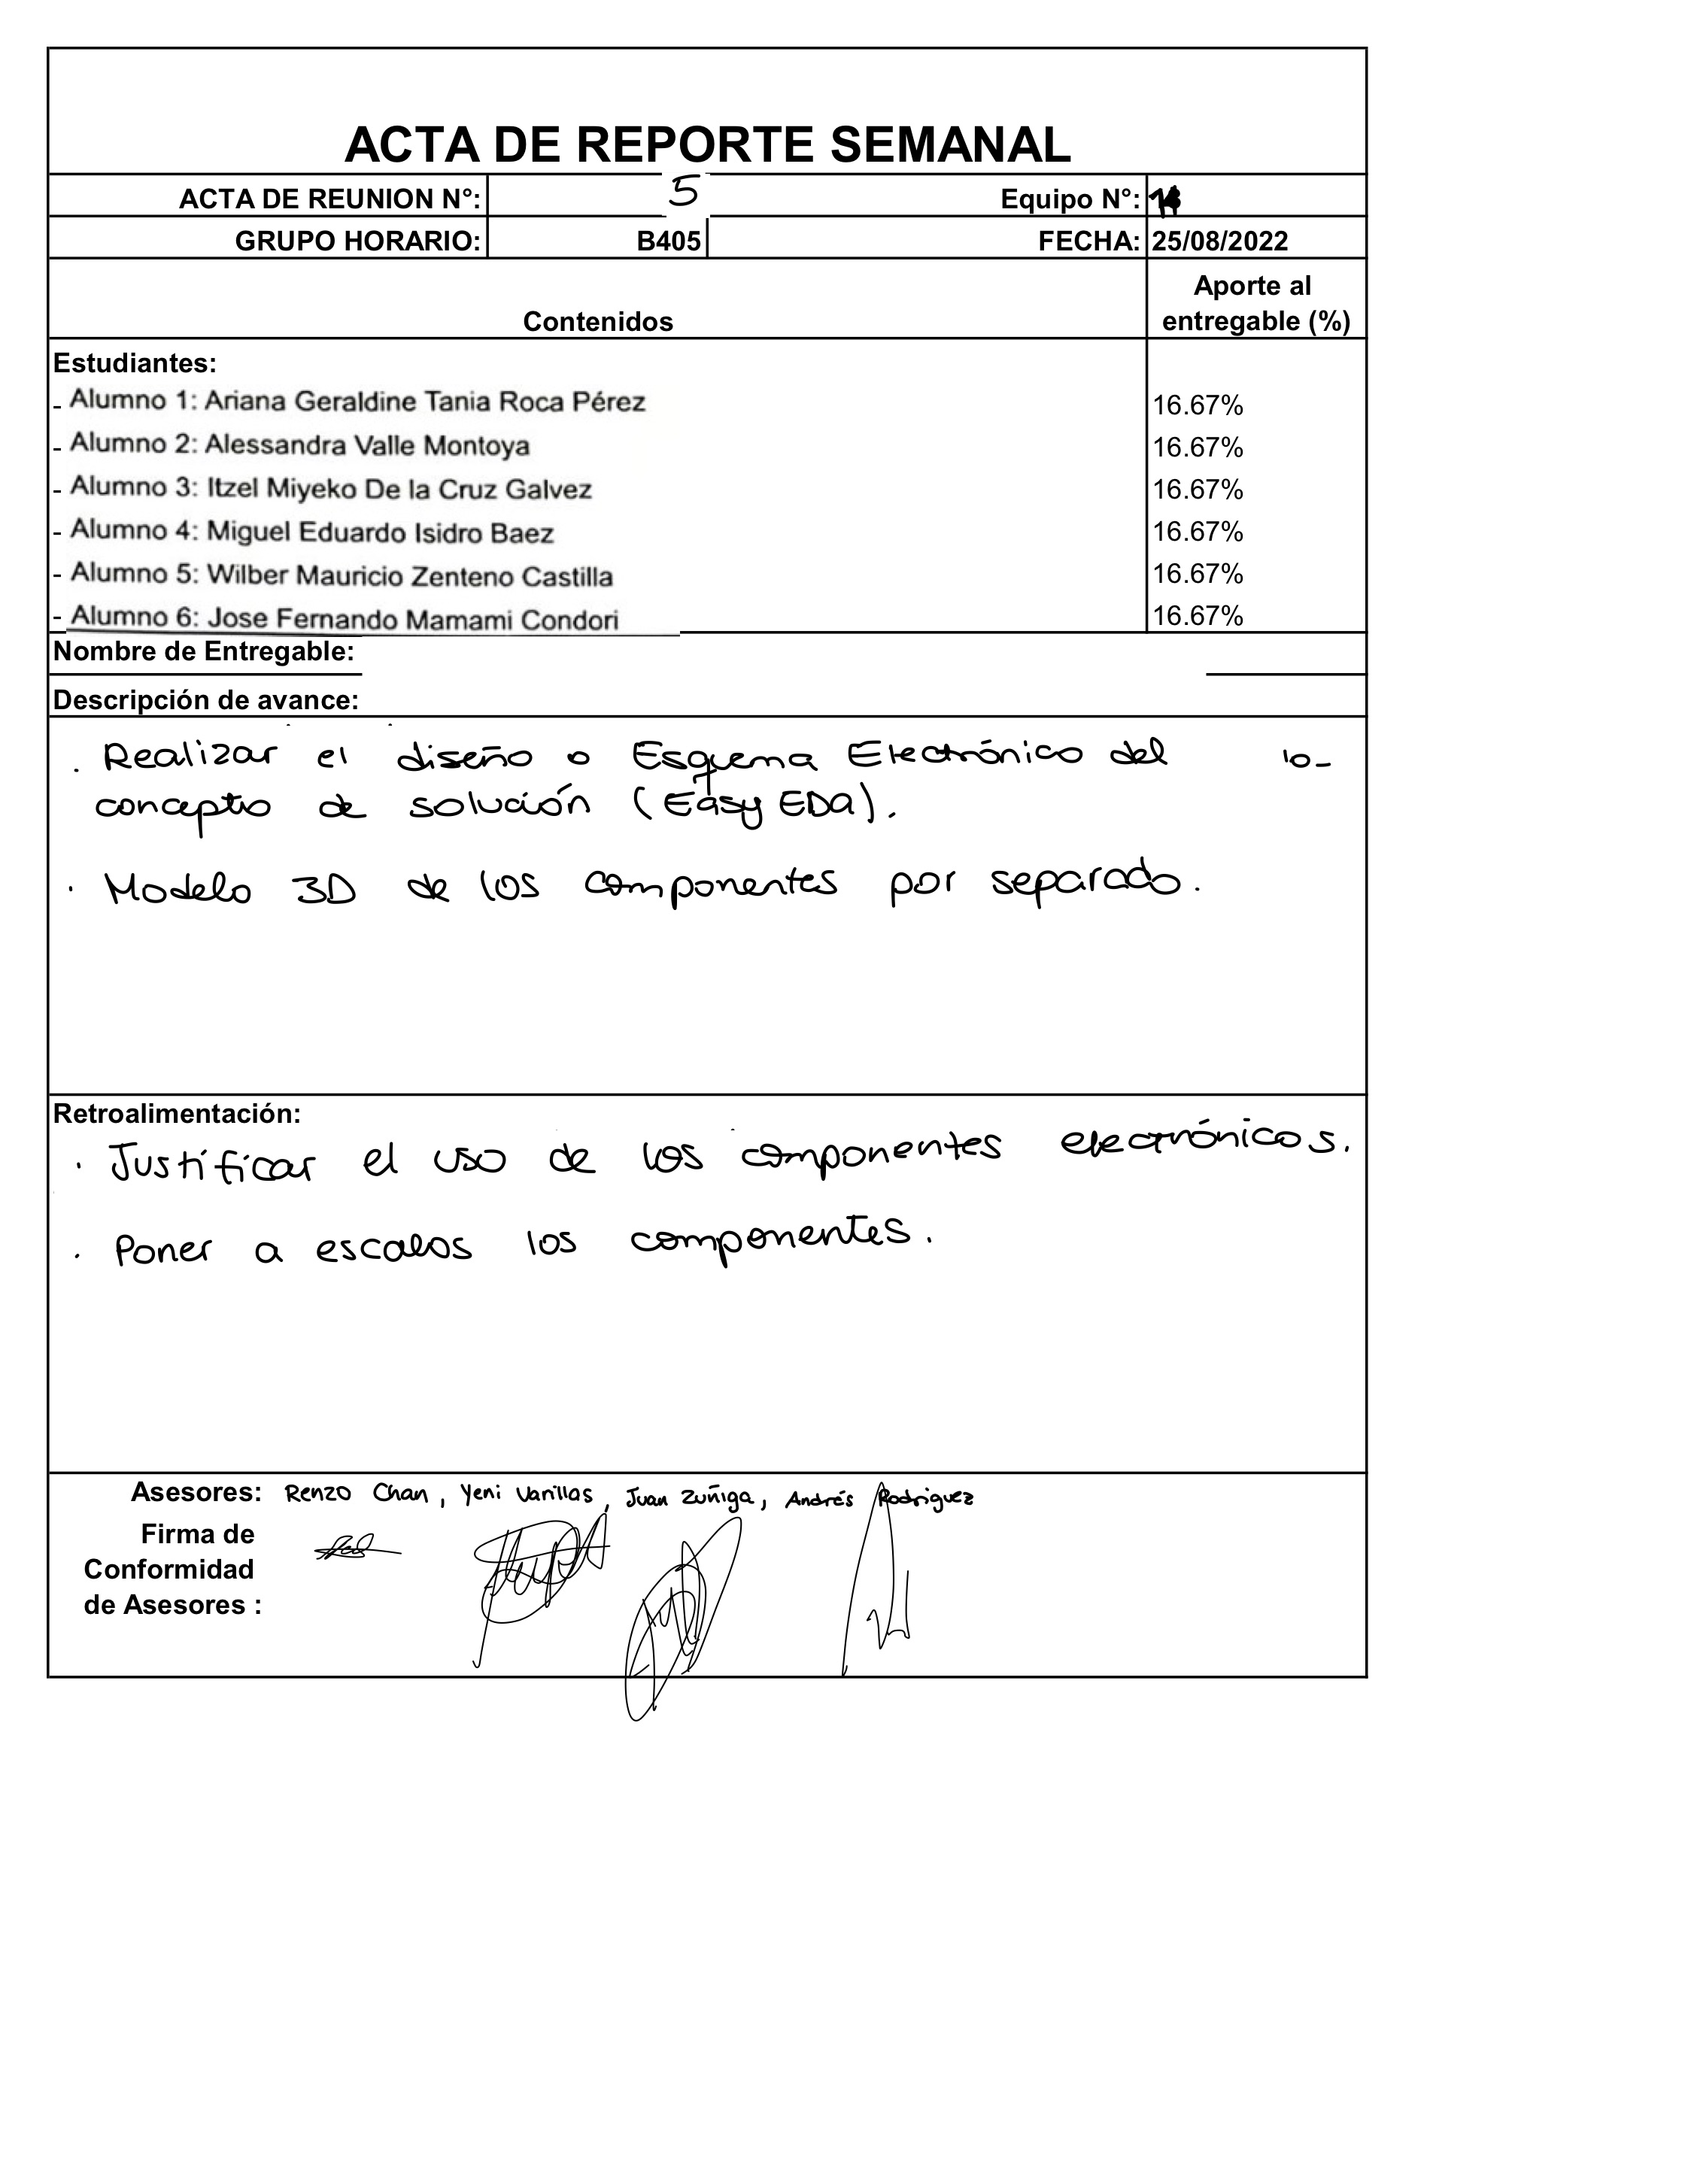 ACTA DE REPORTE SEMANAL
ACTA DE REUNION N°: 5 Equipo N°:
GRUPO HORARIO: B405 FECHA: 25/08/2022
Contenidos Aporte al entregable (%)
Estudiantes:
- Alumno 1: Ariana Geraldine Tania Roca Pérez 16.67%
- Alumno 2: Alessandra Valle Montoya 16.67%
- Alumno 3: Itzel Miyeko De la Cruz Galvez 16.67%
- Alumno 4: Miguel Eduardo Isidro Baez 16.67%
- Alumno 5: Wilber Mauricio Zenteno Castilla 16.67%
- Alumno 6: Jose Fernando Mamami Condori 16.67%
Nombre de Entregable:
Descripción de avance:
. Realizar el diseño o Esquema Electrónico del
concepto de solución (Easy EDA).
. Modelo 3D de los componentes por separado.
Retroalimentación:
. Justificar el uso de los componentes electrónicos.
. Poner a escalas los componentes.
Asesores: Renzo Chan, Yeni Varillas, Juan Zuñiga, Andrés Rodriguez
Firma de
Conformidad
de Asesores :